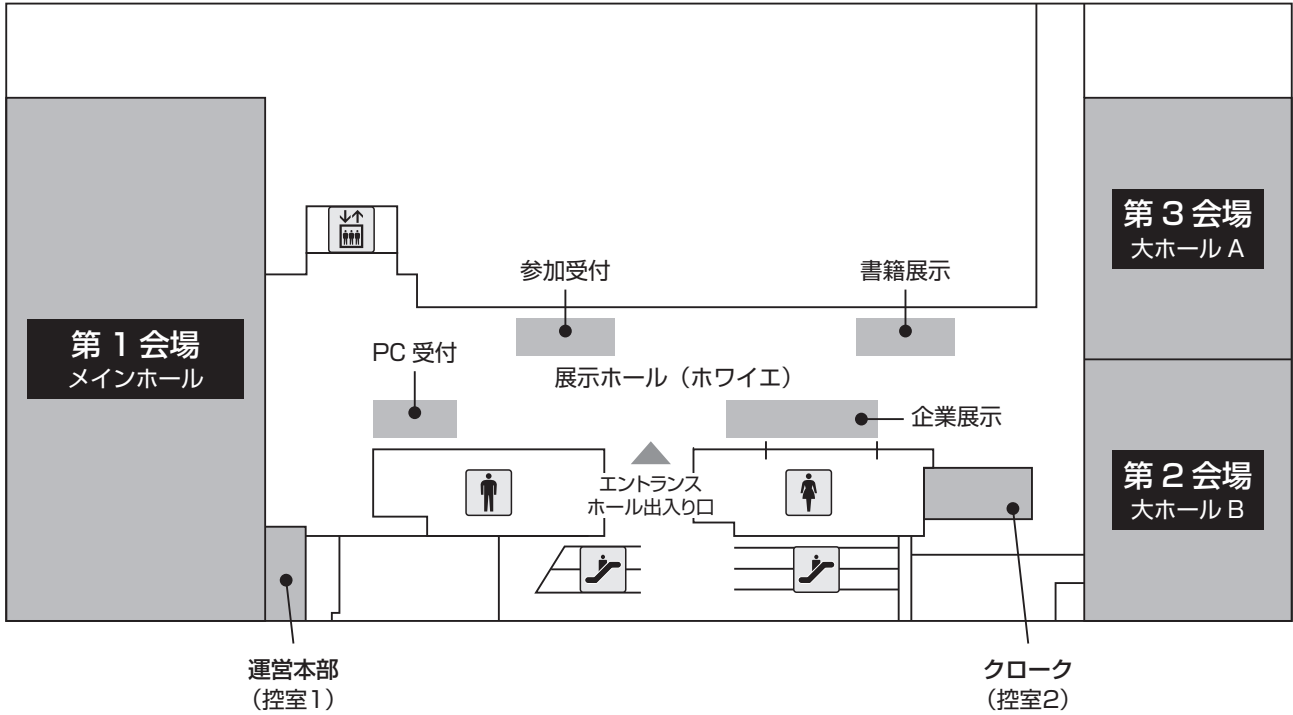 第 3 会場
大ホール A
参加受付
書籍展示
第 1 会場
メインホール
PC 受付
展示ホール（ホワイエ）
企業展示
エントランス
ホール出入り口
第 2 会場
大ホール B
運営本部
（控室1）
クローク
（控室2）